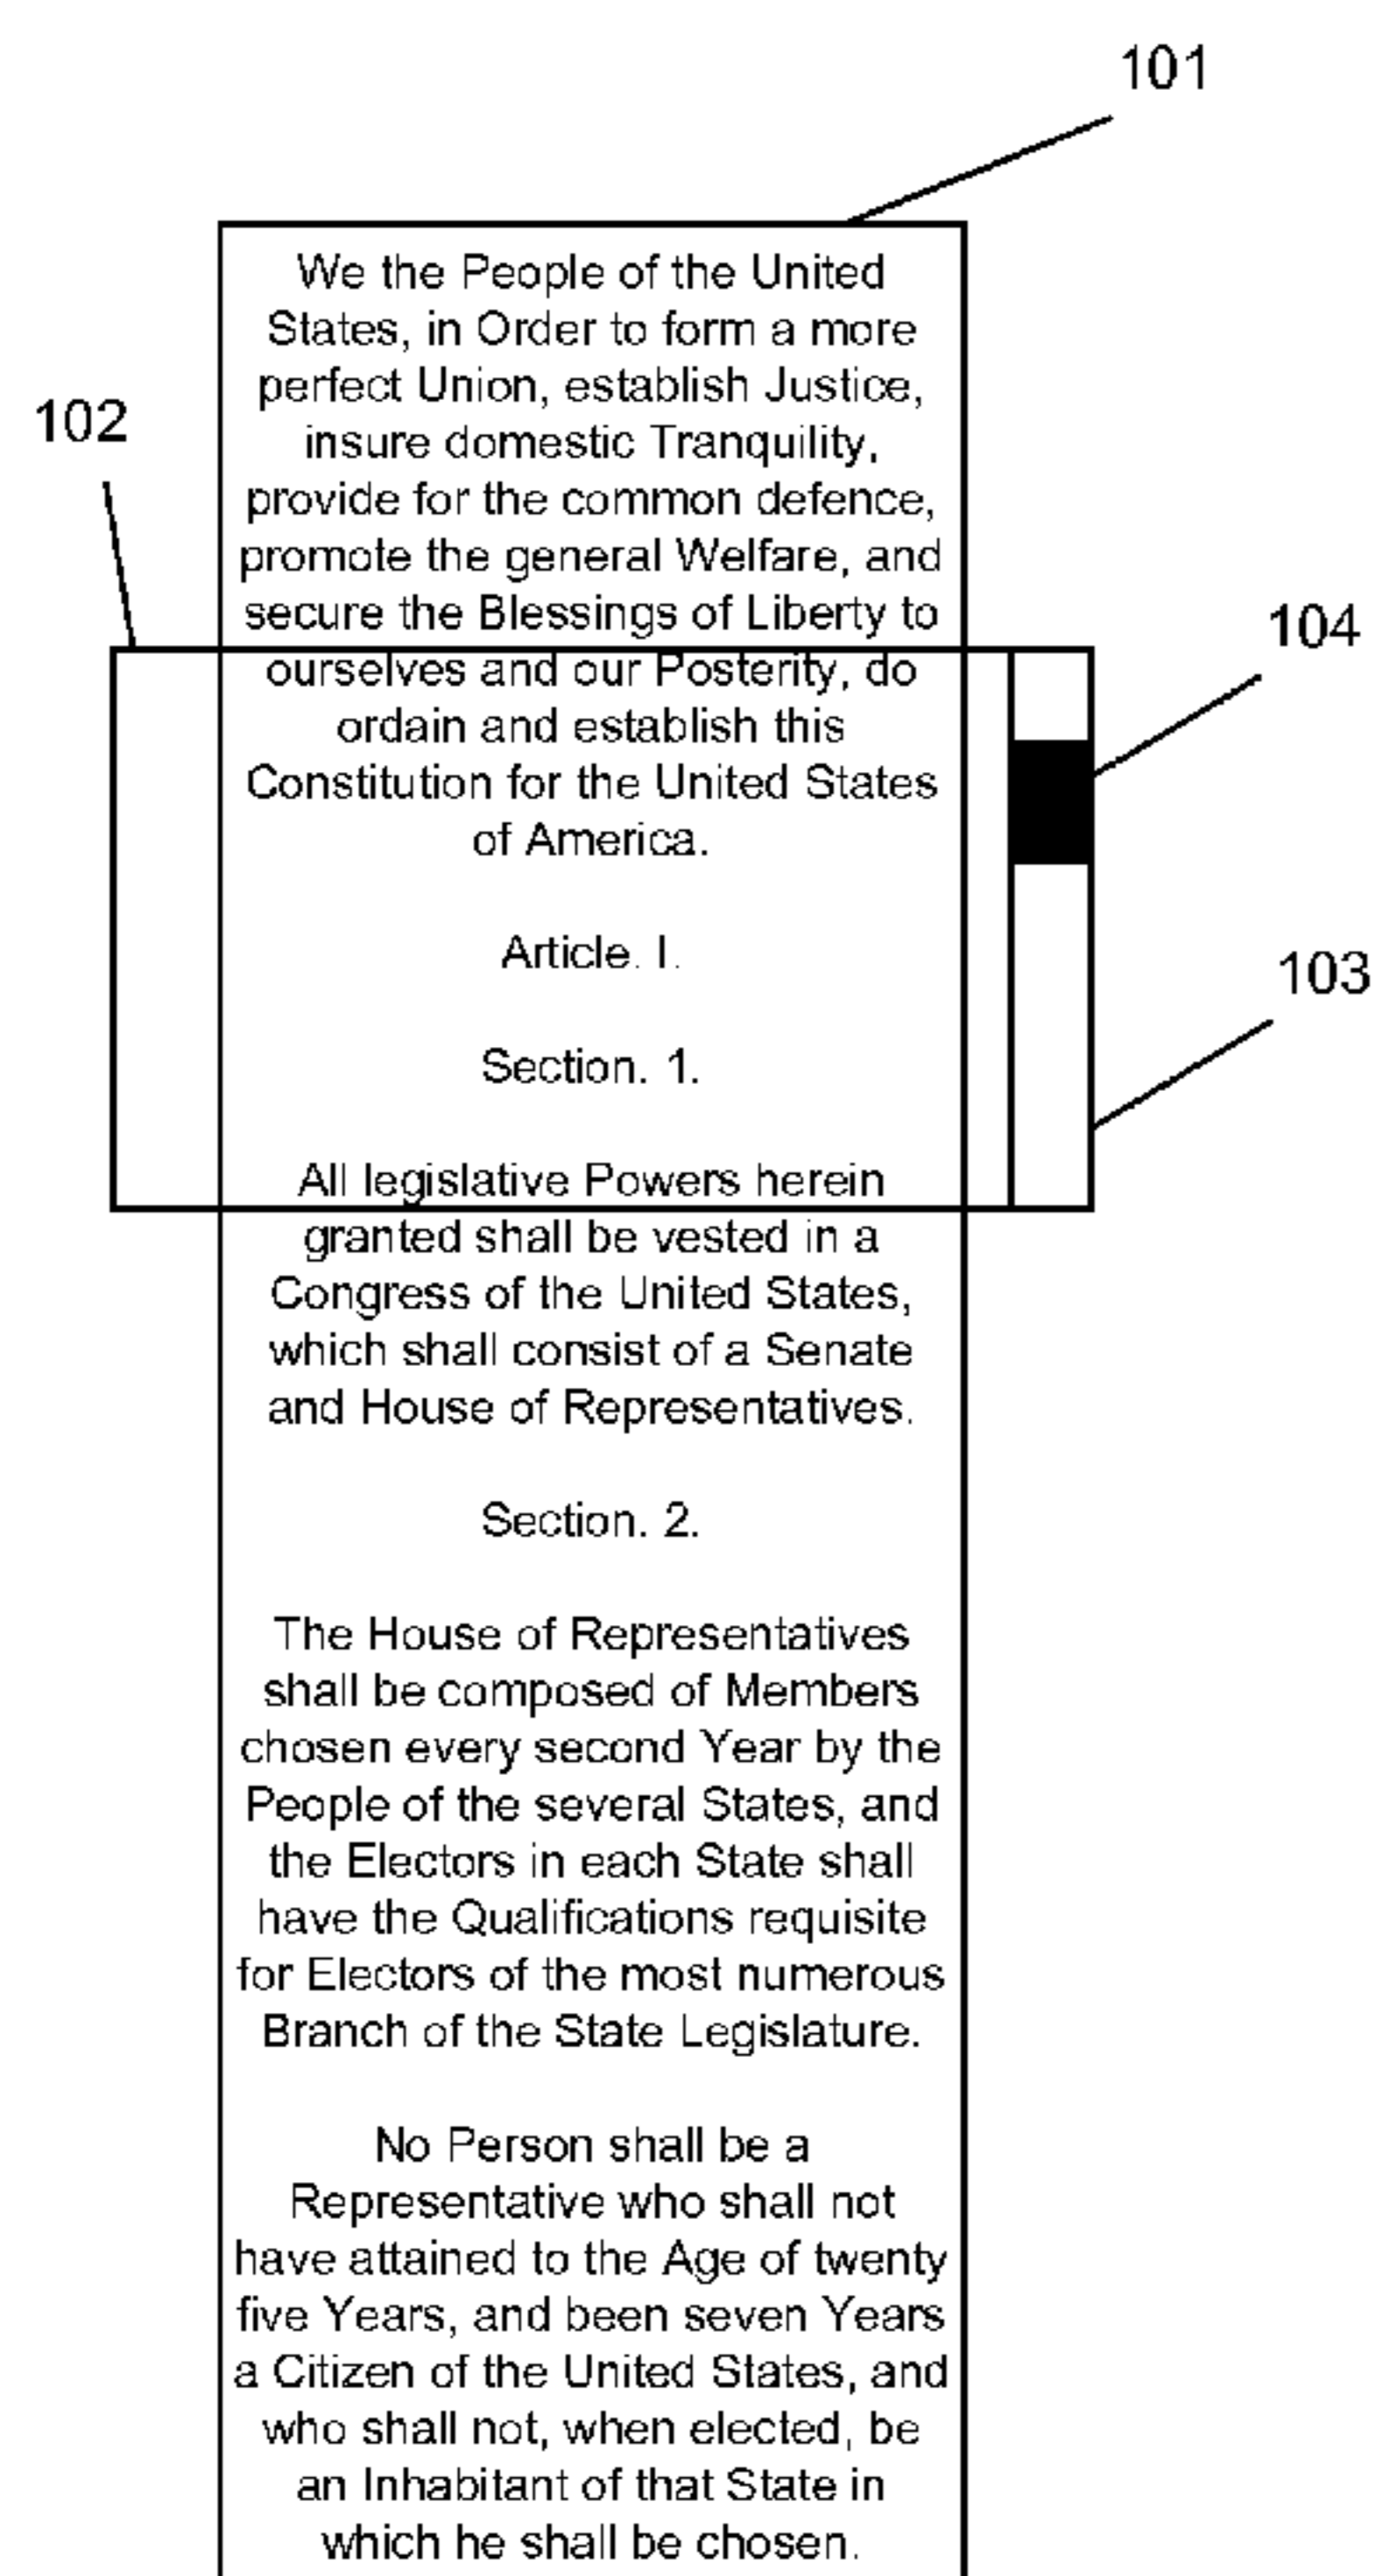 101
We the People of the United
States, in Order to form a more
perfect Union, establish Justice,
102
insure domestic Tranquility,
provide for the common defence,
promote the general Welfare, and
secure the Blessings of Liberty to
104
ourselves and our Posterity, do
ordain and establish this
Constitution for the United States
of America.
Article. I.
103
Section. 1.
All legislative Powers herein
granted shall be vested in a
Congress of the United States,
which shall consist of a Senate
and House of Representatives.
Section. 2.
The House of Representatives
shall be composed of Members
chosen every second Year by the
People of the several States, and
the Electors in each State shall
have the Qualifications requisite
for Electors of the most numerous
Branch of the State Legislature.
No Person shall be a
Representative who shall not
have attained to the Age of twenty
five Years, and been seven Years
a Citizen of the United States, and
who shall not, when elected, be
an Inhabitant of that State in
which he shall be chosen.